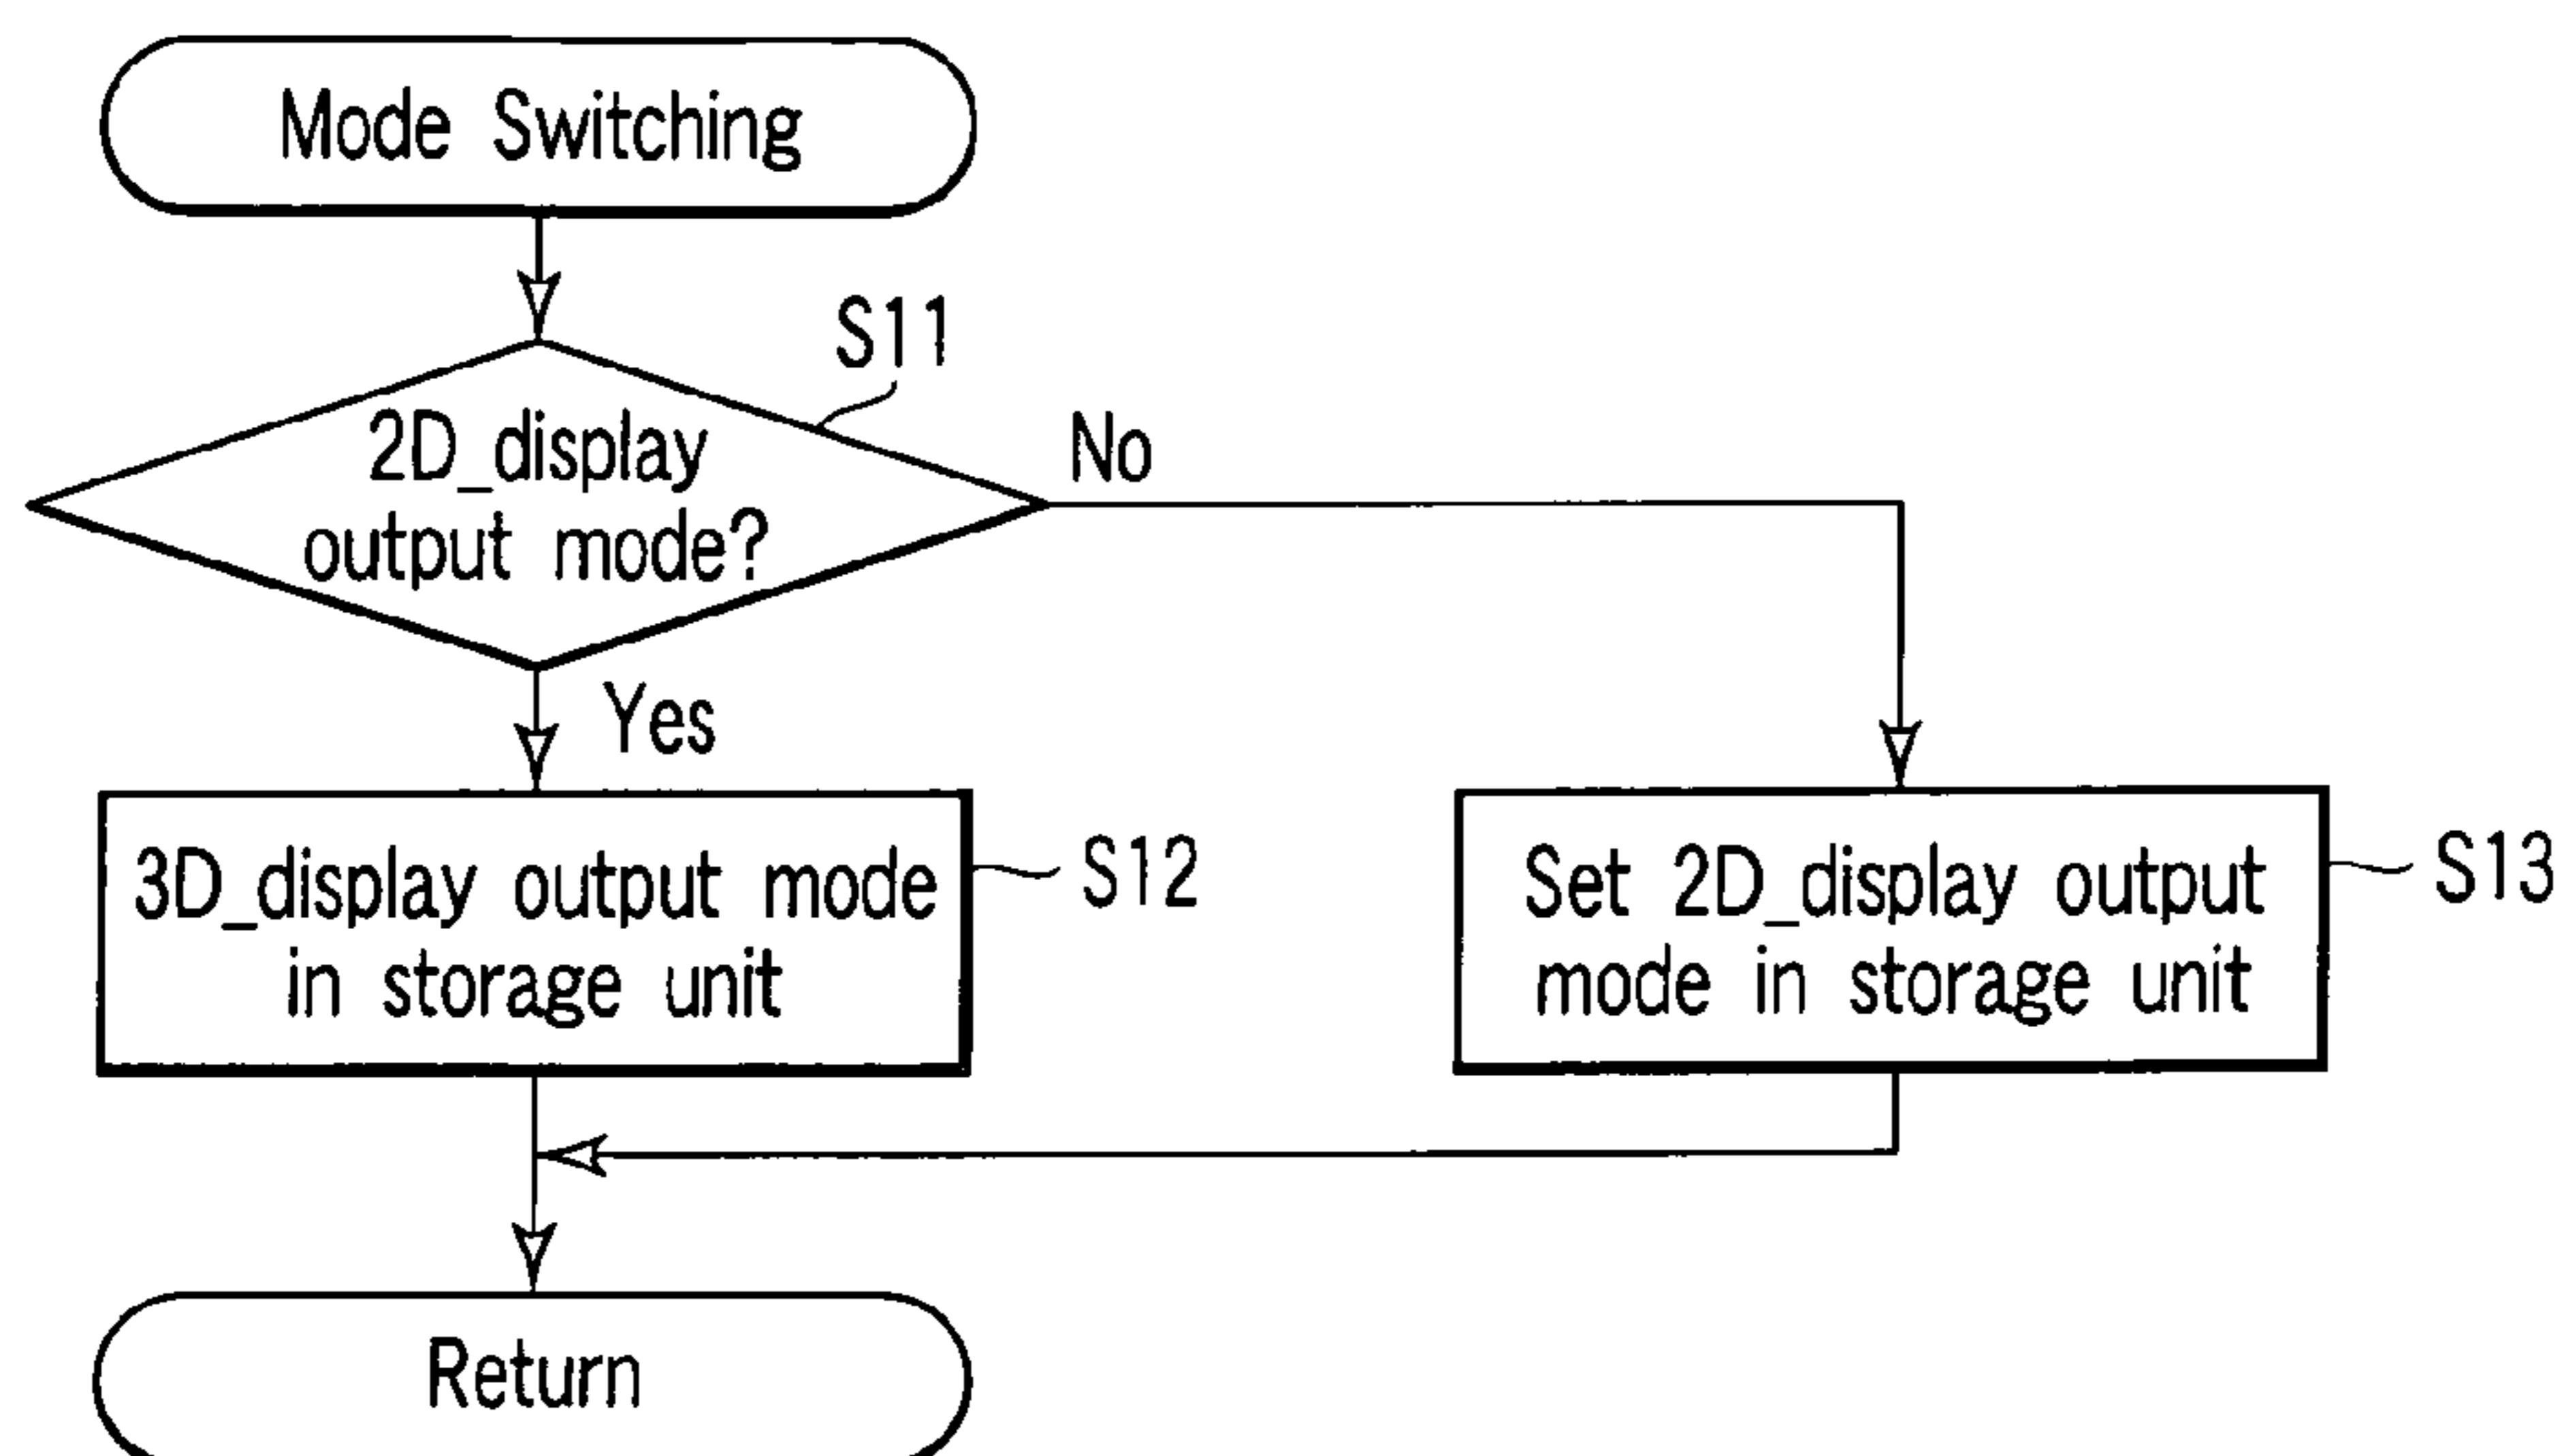 Mode Switching
S11
2D_display
output mode?
No
Yes
3D_display output mode
in storage unit
S12
Set 2D_display output
mode in storage unit
S13
Return